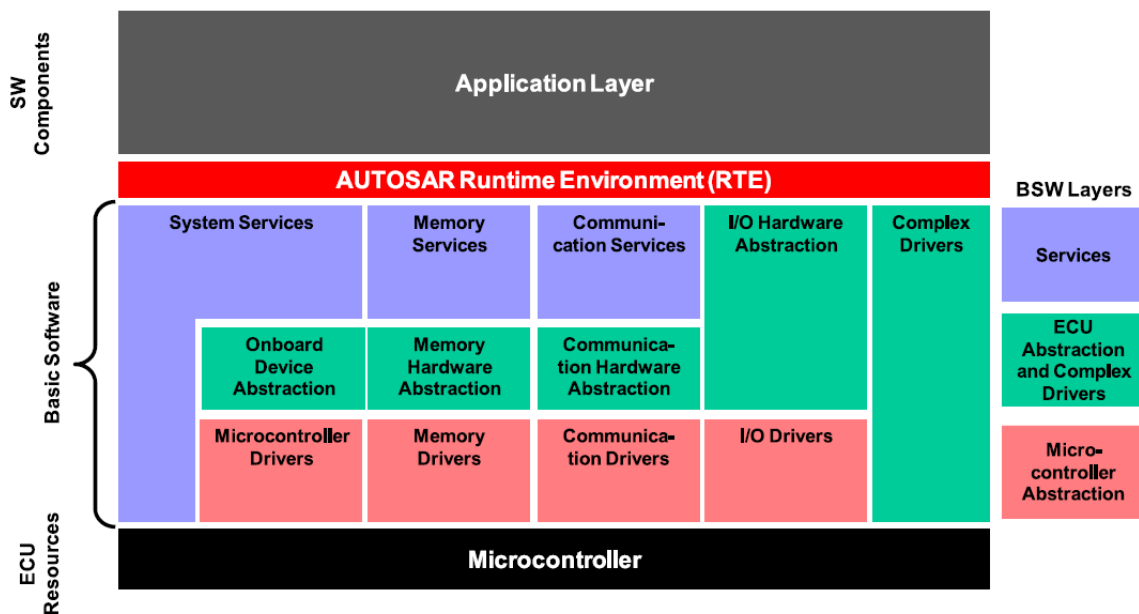 SW
Components
Application Layer
AUTOSAR Runtime Environment (RTE)
BSW Layers
Basic Software
System Services
Memory
Services
Communi-
cation Services
I/O Hardware
Abstraction
Complex
Drivers
Services
Onboard
Device
Abstraction
Memory
Hardware
Abstraction
Communica-
tion Hardware
Abstraction
ECU
Abstraction
and Complex
Drivers
Microcontroller
Drivers
Memory
Drivers
Communica-
tion Drivers
I/O Drivers
Micro-
controller
Abstraction
ECU
Resources
Microcontroller